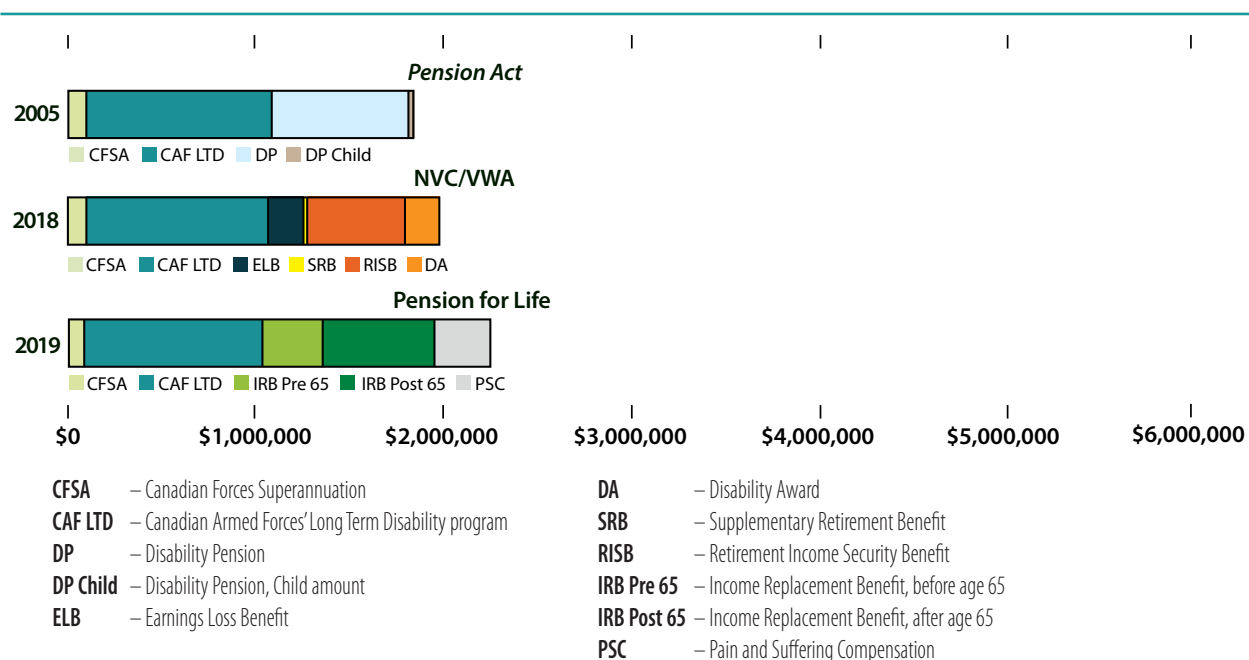 Pension Act
2005
CFSA CAF LTD DP DP Child
NVC/VWA
2018
CFSA CAF LTD ELB SRB RISB DA
Pension for Life
2019
CFSA CAF LTD IRB Pre 65 IRB Post 65 PSC
$0 $1,000,000 $2,000,000 $3,000,000 $4,000,000 $5,000,000 $6,000,000
CFSA – Canadian Forces Superannuation
CAF LTD – Canadian Armed Forces’ Long Term Disability program
DP – Disability Pension
DP Child – Disability Pension, Child amount
ELB – Earnings Loss Benefit
DA – Disability Award
SRB – Supplementary Retirement Benefit
RISB – Retirement Income Security Benefit
IRB Pre 65 – Income Replacement Benefit, before age 65
IRB Post 65 – Income Replacement Benefit, after age 65
PSC – Pain and Suffering Compensation